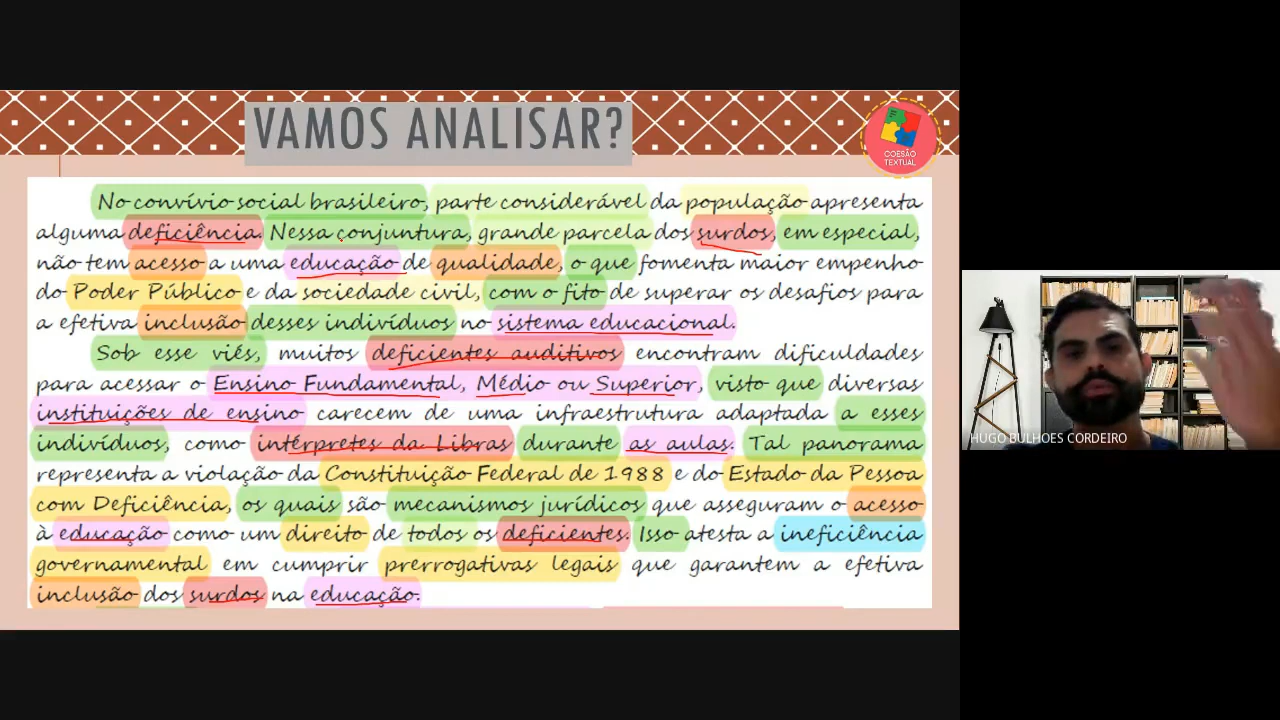 VAMOS ANALISAR?
COESÃO
TEXTUAL
No convívio social brasileiro, parte considerável da população apresenta
alguma deficiência. Nessa conjuntura, grande parcela dos surdos, em especial,
não tem acesso a uma educação de qualidade, o que fomenta maior empenho
do Poder Público e da sociedade civil, com o fito de superar os desafios para
a efetiva inclusão desses indivíduos no sistema educacional.
Sob esse viés, muitos deficientes auditivos encontram dificuldades
para acessar o Ensino Fundamental, Médio ou Superior, visto que diversas
instituições de ensino carecem de uma infraestrutura adaptada a esses
indivíduos, como intérpretes da Libras durante as aulas. Tal panorama
representa a violação da Constituição Federal de 1988 e do Estado da Pessoa
com Deficiência, os quais são mecanismos jurídicos que asseguram o acesso
à educação como um direito de todos os deficientes. Isso atesta a ineficiência
governamental em cumprir prerrogativas legais que garantem a efetiva
inclusão dos surdos na educação.
HUGO BULHOES CORDEIRO